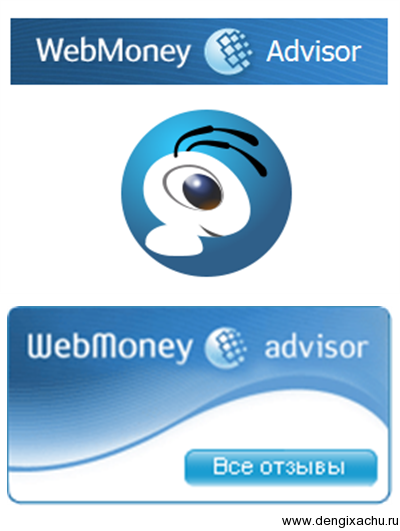 WebMoney Advisor
WebMoney advisor
Все отзывы
www.dengixachu.ru